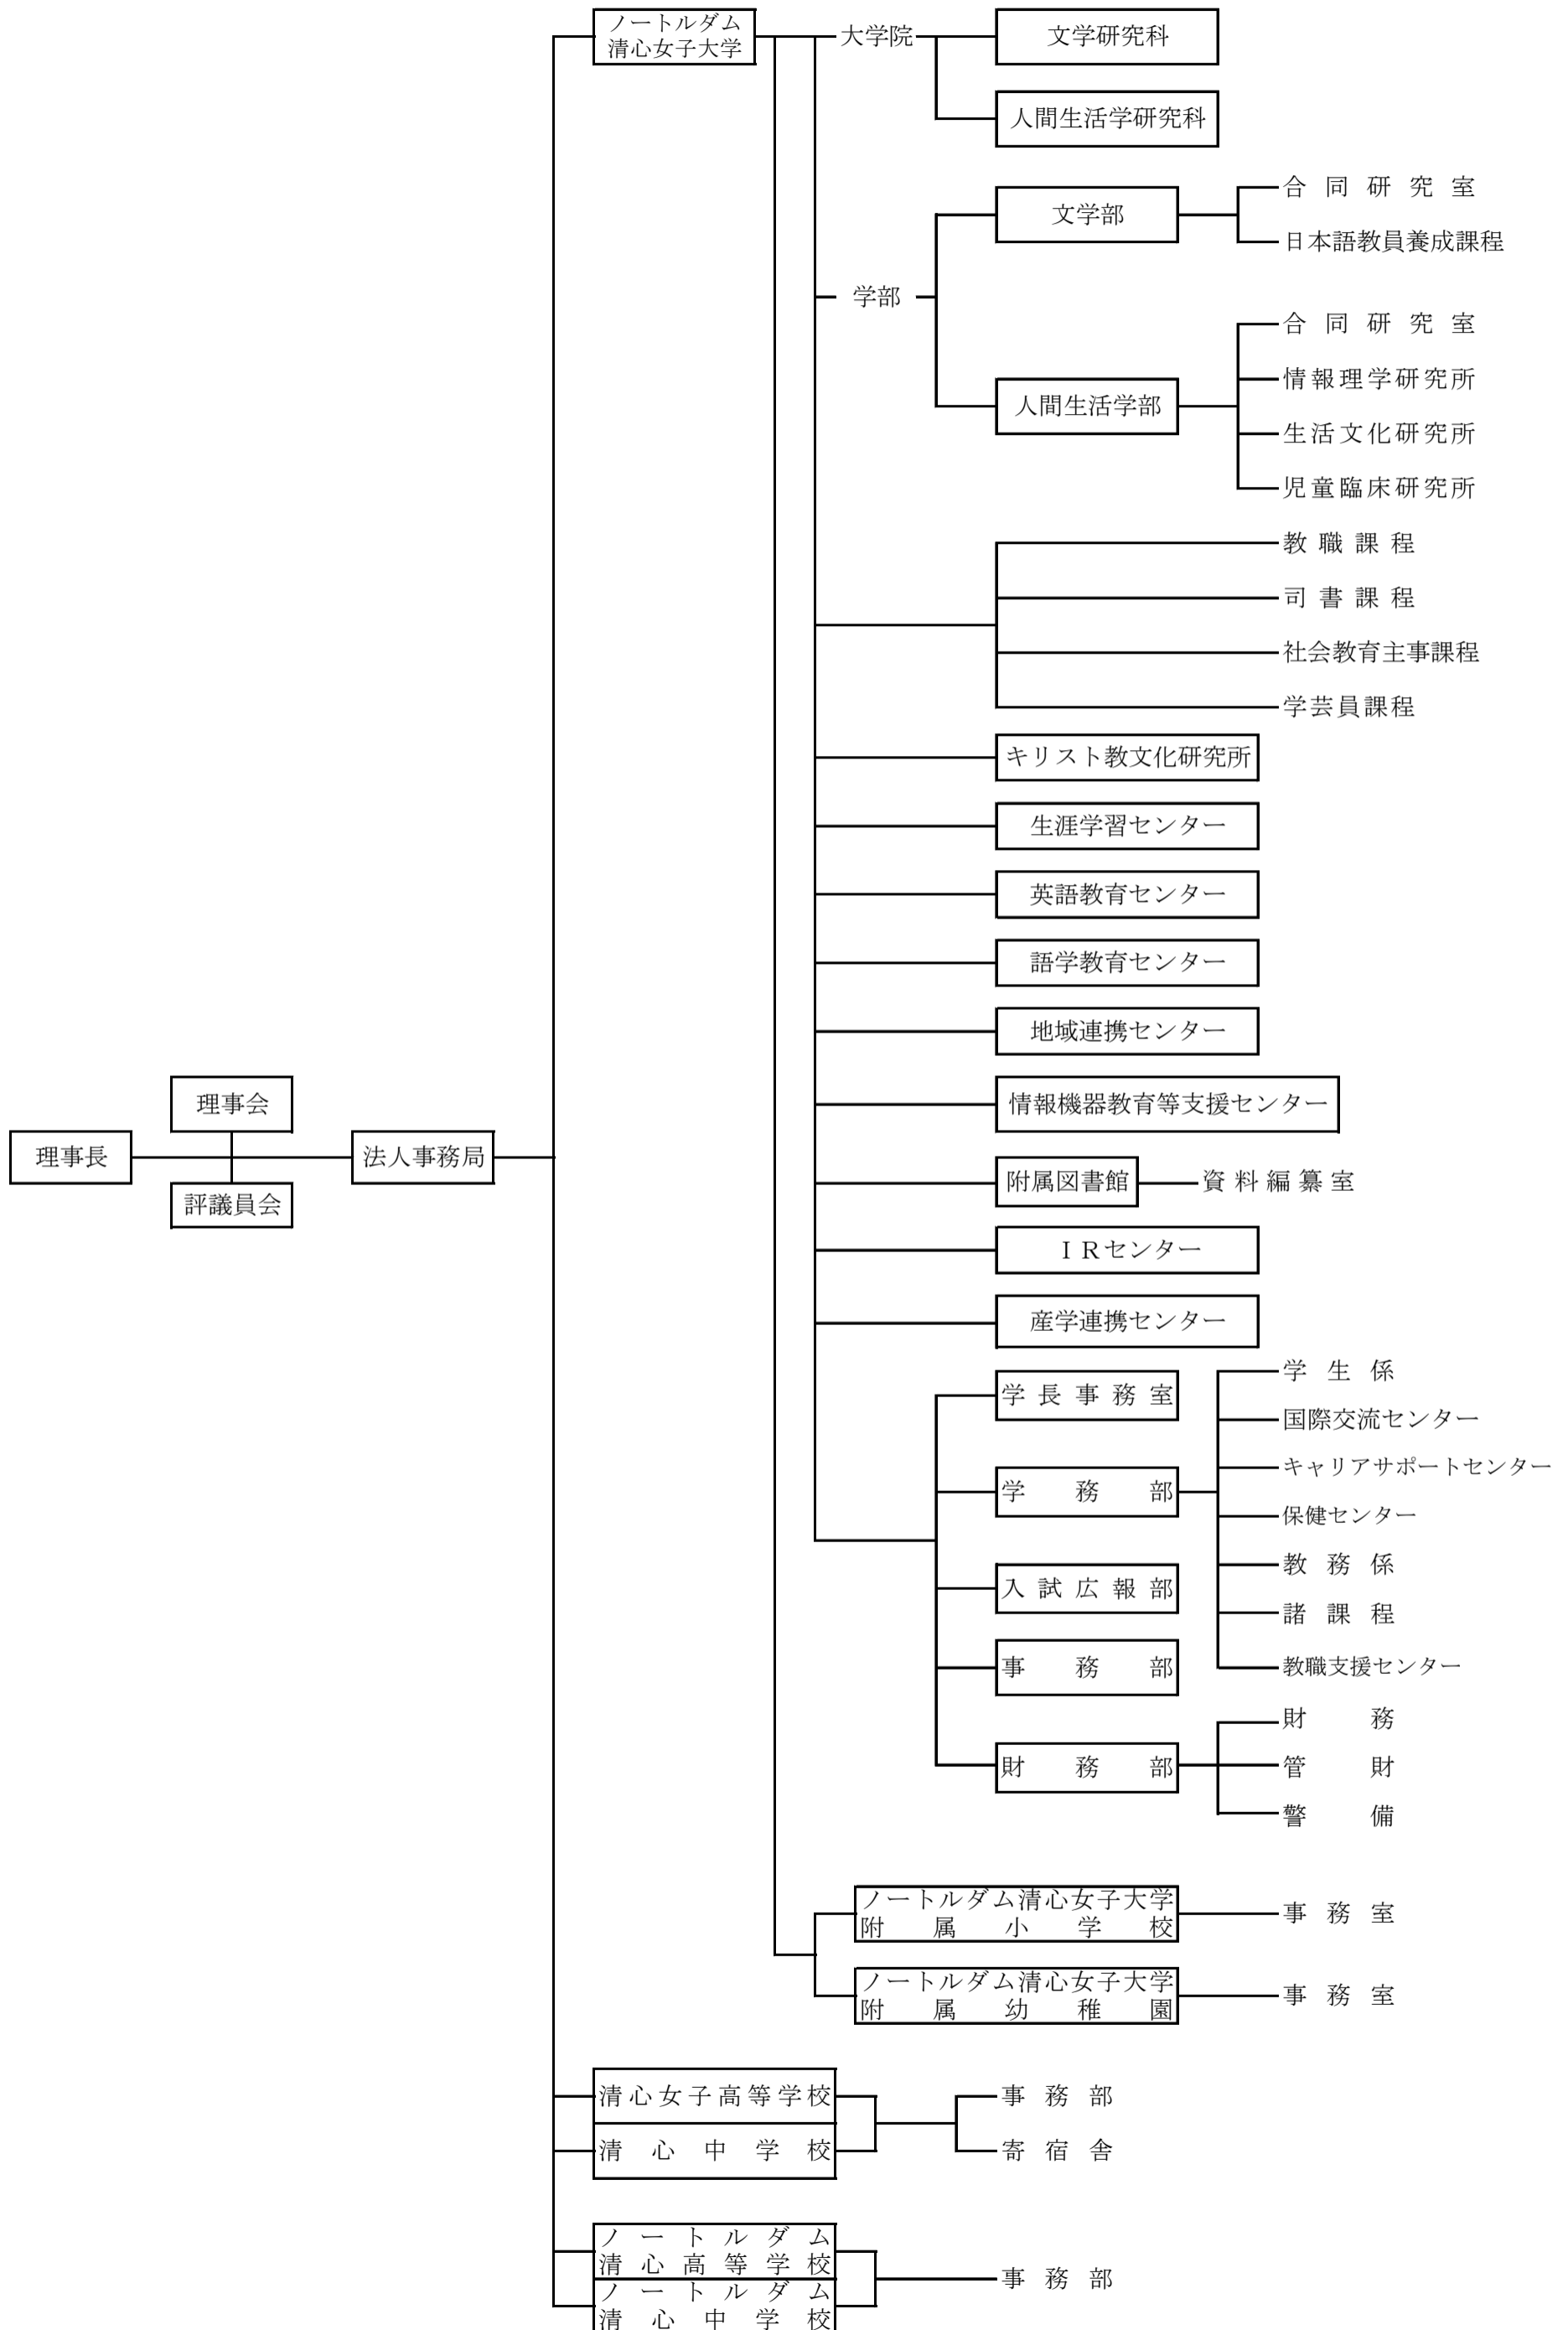 ノートルダム
清心女子大学
大学院
文学研究科
人間生活学研究科
学部
文学部
合同研究室
日本語教員養成課程
人間生活学部
合同研究室
情報理学研究所
生活文化研究所
児童臨床研究所
教職課程
司書課程
社会教育主事課程
学芸員課程
キリスト教文化研究所
生涯学習センター
英語教育センター
語学教育センター
地域連携センター
情報機器教育等支援センター
理事会
理事長
法人事務局
評議員会
附属図書館
資料編纂室
ＩＲセンター
産学連携センター
学長事務室
学務部
学生係
国際交流センター
キャリアサポートセンター
保健センター
教務係
諸課程
教職支援センター
入試広報部
事務部
財務部
財務
管財
警備
ノートルダム清心女子大学
附属小学校
事務室
ノートルダム清心女子大学
附属幼稚園
事務室
清心女子高等学校
清心中学校
事務部
寄宿舎
ノートルダム
清心高等学校
ノートルダム
清心中学校
事務部